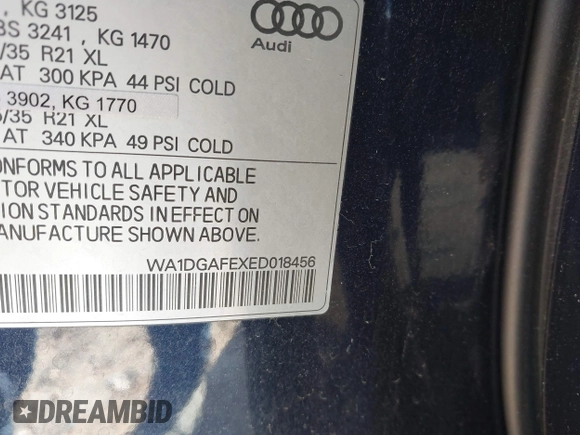 , KG 3125
Audi
BS 3241 , KG 1470
/35 R21 XL
AT 300 KPA 44 PSI COLD
3902, KG 1770
/35 R21 XL
AT 340 KPA 49 PSI COLD
ONFORMS TO ALL APPLICABLE
TOR VEHICLE SAFETY AND
ION STANDARDS IN EFFECT ON
MANUFACTURE SHOWN ABOVE.
WA1DGAFEXED018456
DREAMBID